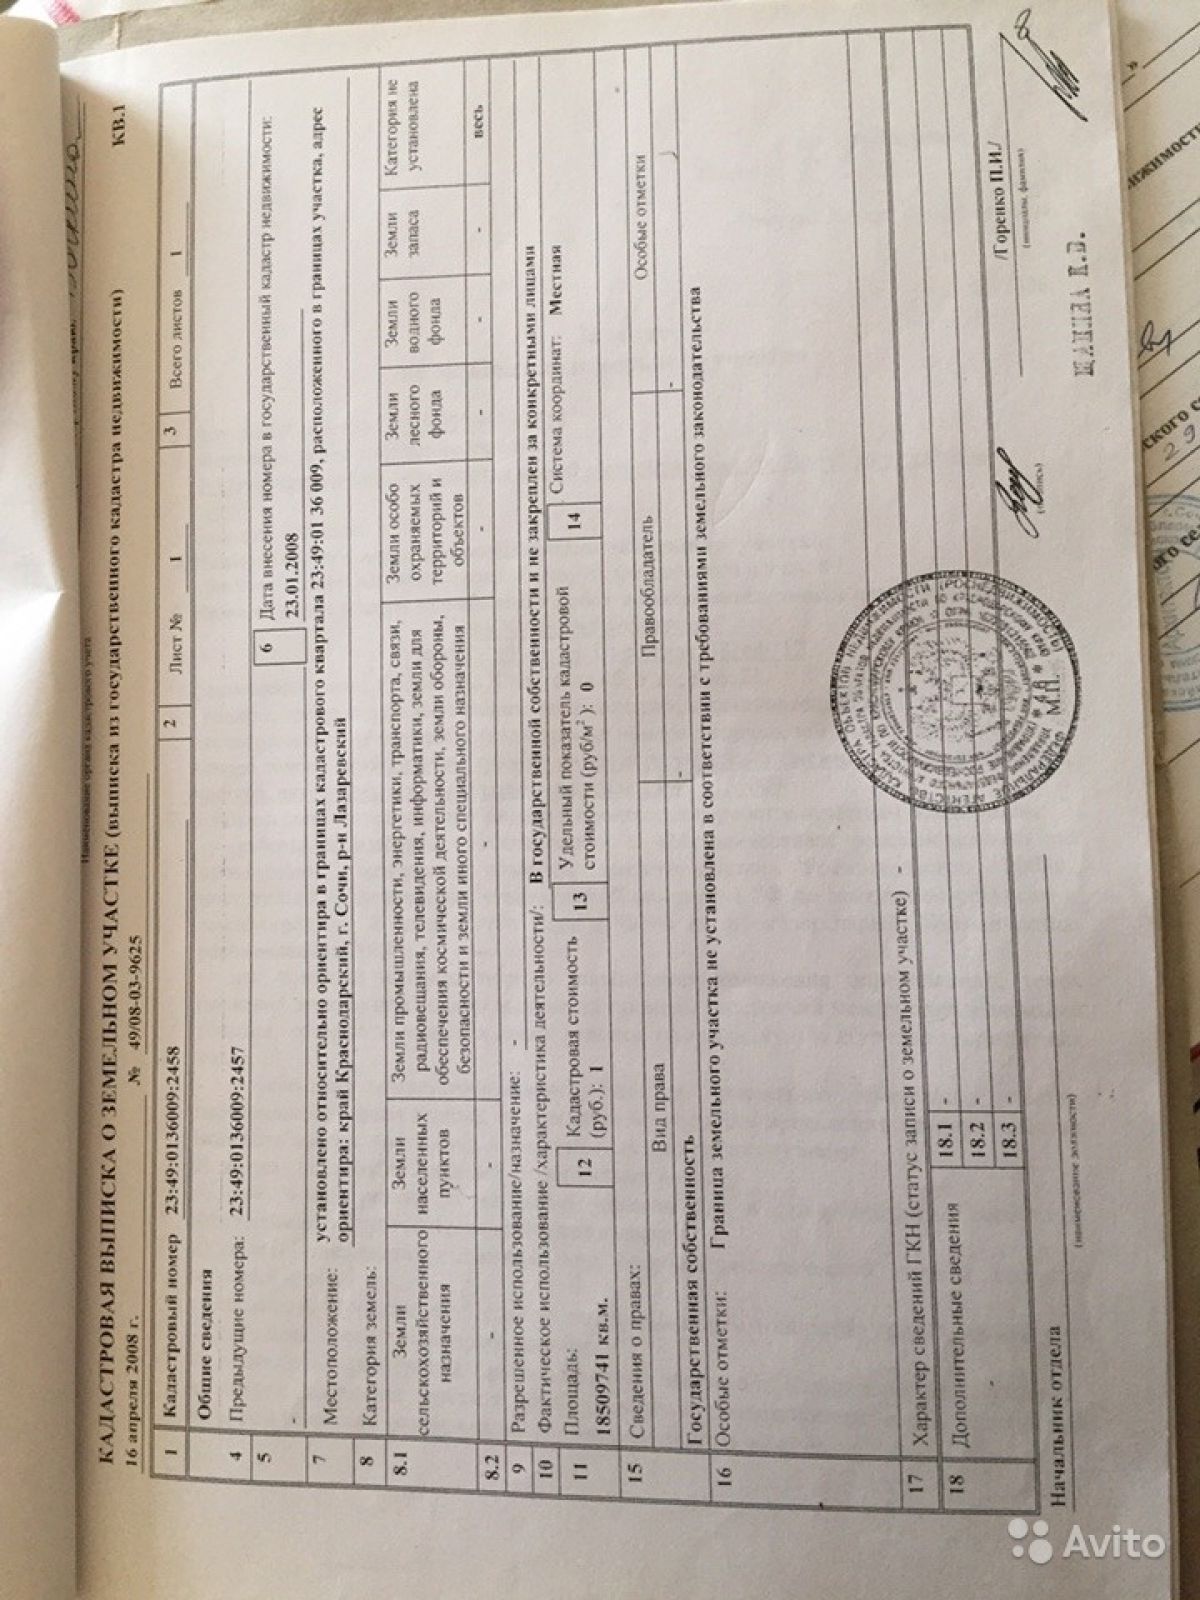 Наименование органа кадастрового учета
КАДАСТРОВАЯ ВЫПИСКА О ЗЕМЕЛЬНОМ УЧАСТКЕ (выписка из государственного кадастра недвижимости)
КВ.1
16 апреля 2008 г. № 49/08-03-9625
1 Кадастровый номер 23:49:0136009:2458 2 Лист № 1 3 Всего листов 1
Общие сведения
4 Предыдущие номера: 23:49:0136009:2457
5 - 6 Дата внесения номера в государственный кадастр недвижимости:
23.01.2008
7 Местоположение: установлено относительно ориентира в границах кадастрового квартала 23:49:01 36 009, расположенного в границах участка, адрес
ориентира: край Краснодарский, г. Сочи, р-н Лазаревский
8 Категория земель:
8.1 Земли сельскохозяйственного назначения
Земли населенных пунктов
Земли промышленности, энергетики, транспорта, связи,
радиовещания, телевидения, информатики, земли для
обеспечения космической деятельности, земли обороны,
безопасности и земли иного специального назначения
Земли особо охраняемых территорий и объектов
Земли лесного фонда
Земли водного фонда
Земли запаса
Категория не установлена
8.2 - - - - - - - весь
9 Разрешенное использование/назначение: -
10 Фактическое использование /характеристика деятельности/: В государственной собственности и не закреплен за конкретными лицами
11 Площадь:
18509741 кв.м.
12 Кадастровая стоимость
(руб.): 1
13 Удельный показатель кадастровой
стоимости (руб/м2 ): 0
14 Система координат: Местная
15 Сведения о правах:
Вид права Правообладатель Особые отметки
Государственная собственность - -
16 Особые отметки: Граница земельного участка не установлена в соответствии с требованиями земельного законодательства
17 Характер сведений ГКН (статус записи о земельном участке) -
18 Дополнительные сведения 18.1 -
18.2 -
18.3 -
Начальник отдела
(наименование должности)
М.П.
(подпись)
/Горенко П.И./
(инициалы, фамилия)
Avito